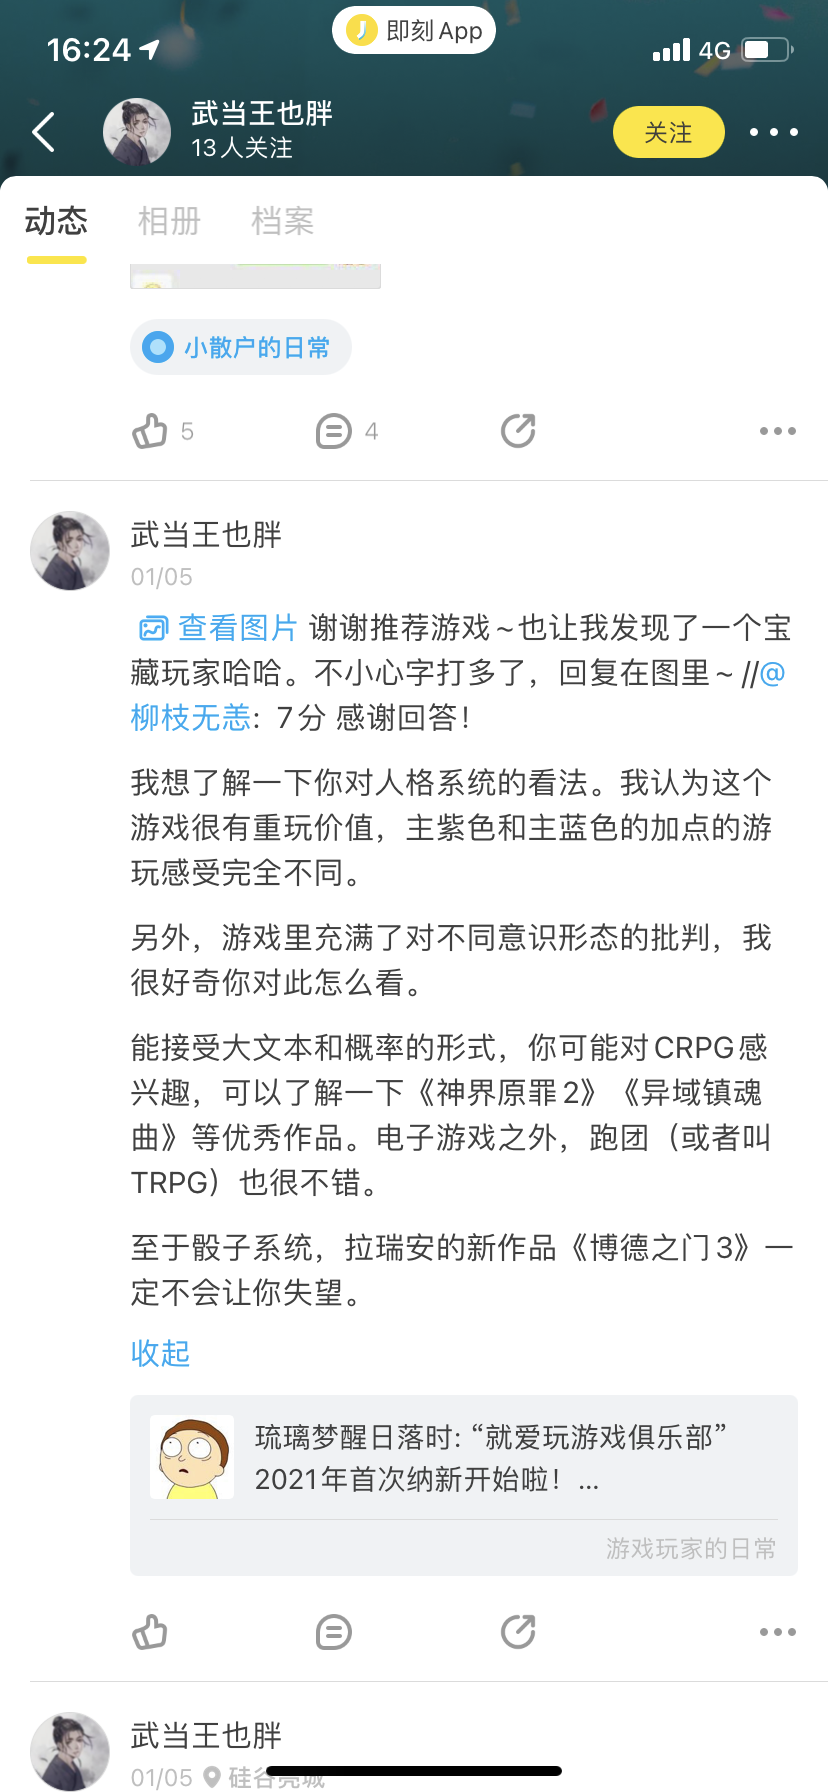 16:24
即刻App
4G
武当王也胖
13人关注
关注
动态 相册 档案
小散户的日常
5 4
武当王也胖
01/05
查看图片 谢谢推荐游戏~也让我发现了一个宝
藏玩家哈哈。不小心字打多了，回复在图里~//@
柳枝无恙：7分 感谢回答！
我想了解一下你对人格系统的看法。我认为这个
游戏很有重玩价值，主紫色和主蓝色的加点的游
玩感受完全不同。
另外，游戏里充满了对不同意识形态的批判，我
很好奇你对此怎么看。
能接受大文本和概率的形式，你可能对CRPG感
兴趣，可以了解一下《神界原罪2》《异域镇魂
曲》等优秀作品。电子游戏之外，跑团（或者叫
TRPG）也很不错。
至于骰子系统，拉瑞安的新作品《博德之门3》一
定不会让你失望。
收起
琉璃梦醒日落时: “就爱玩游戏俱乐部”
2021年首次纳新开始啦！...
游戏玩家的日常
武当王也胖
01/05 硅谷亮城